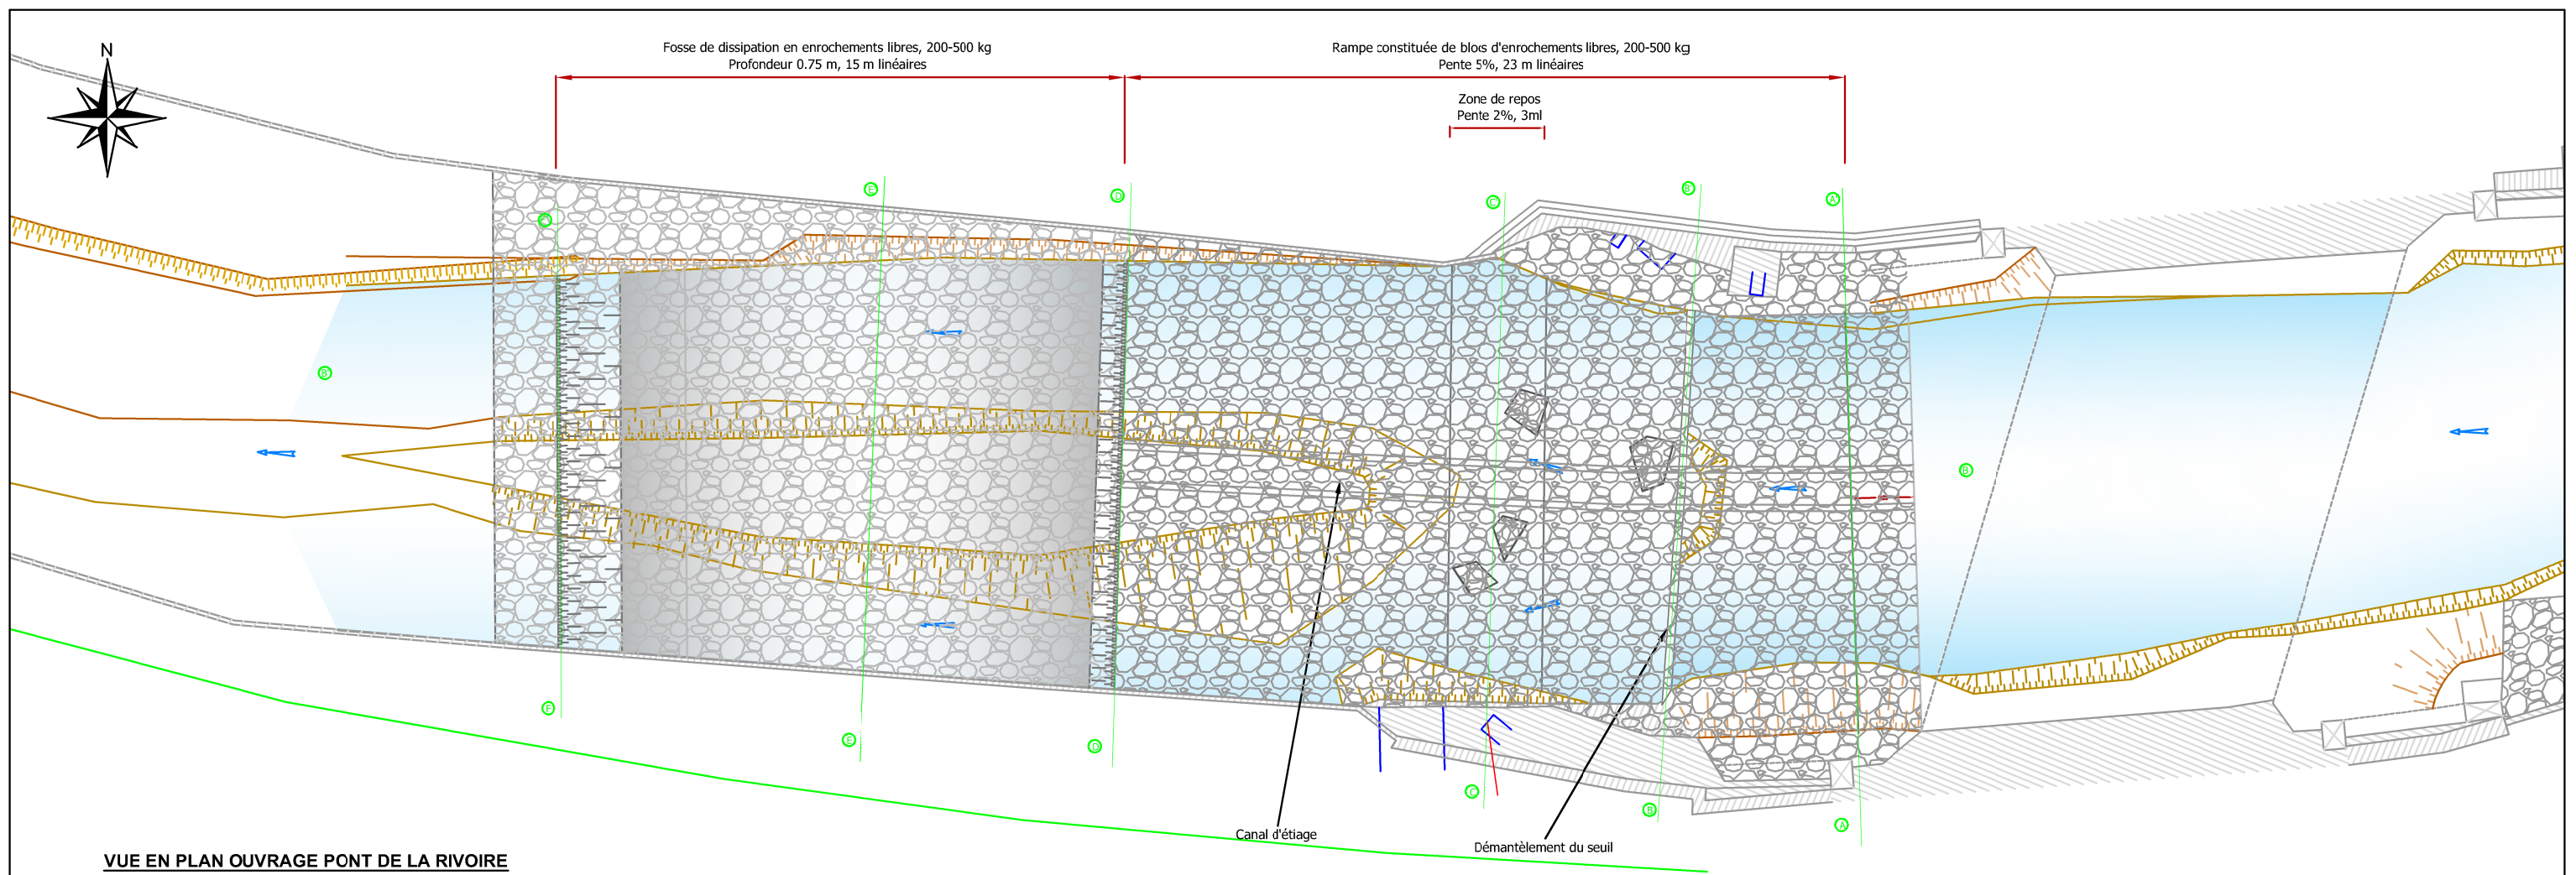 N
Fosse de dissipation en enrochements libres, 200-500 kg
Profondeur 0.75 m, 15 m linéaires
Rampe constituée de blocs d'enrochements libres, 200-500 kg
Pente 5%, 23 m linéaires
Zone de repos
Pente 2%, 3ml
E'
D
C'
B'
A'
B'
B
F
E
D
C
B
A
Canal d'étiage
Démantèlement du seuil
VUE EN PLAN OUVRAGE PONT DE LA RIVOIRE